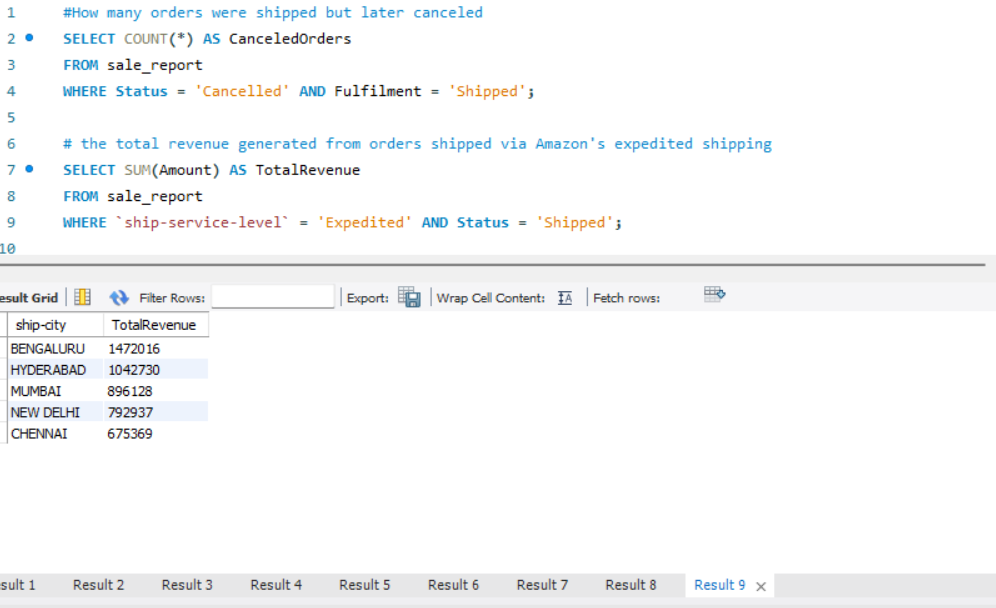 1 #How many orders were shipped but later canceled
2 SELECT COUNT(*) AS CanceledOrders
3 FROM sale_report
4 WHERE Status = 'Cancelled' AND Fulfilment = 'Shipped';
5
6 # the total revenue generated from orders shipped via Amazon's expedited shipping
7 SELECT SUM(Amount) AS TotalRevenue
8 FROM sale_report
9 WHERE `ship-service-level` = 'Expedited' AND Status = 'Shipped';
10
esult Grid Filter Rows: Export: Wrap Cell Content: IA Fetch rows:
ship-city TotalRevenue
BENGALURU 1472016
HYDERABAD 1042730
MUMBAI 896128
NEW DELHI 792937
CHENNAI 675369
sult 1 Result 2 Result 3 Result 4 Result 5 Result 6 Result 7 Result 8 Result 9